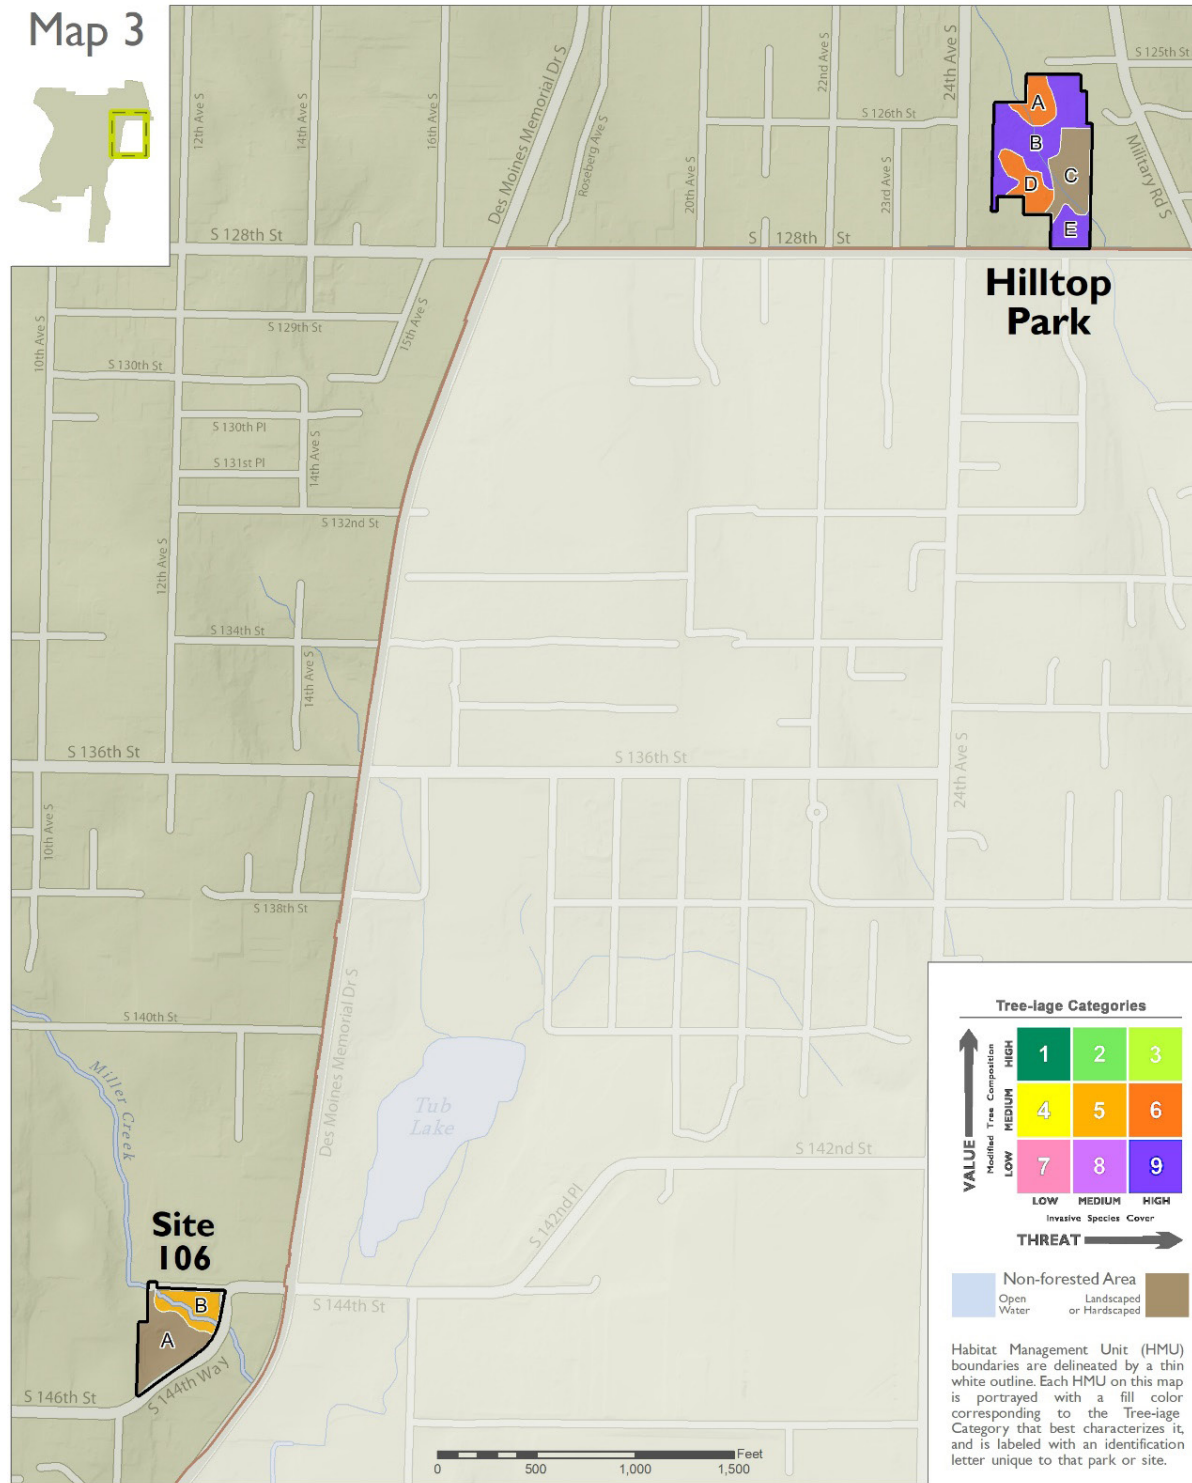 Map 3
12th Ave S
14th Ave S
16th Ave S
Des Moines Memorial Dr S
Roseberg Ave S
20th Ave S
22nd Ave S
23rd Ave S
24th Ave S
S 125th St
S 126th St
Military Rd S
A
B
C
D
E
S 128th St
S 128th St
Hilltop
Park
10th Ave S
S 129th St
15th Ave S
S 130th St
S 130th Pl
14th Ave S
S 131st Pl
S 132nd St
12th Ave S
S 134th St
14th Ave S
S 136th St
S 136th St
24th Ave S
10th Ave S
S 138th St
Des Moines Memorial Dr S
S 140th St
Miller Creek
Tub
Lake
S 142nd St
S 142nd Pl
Site
106
B
A
S 144th St
S 144th Way
S 146th St
Tree-iage Categories
VALUE
Modified Tree Composition
HIGH
1 2 3
MEDIUM
4 5 6
LOW
7 8 9
LOW MEDIUM HIGH
Invasive Species Cover
THREAT
Non-forested Area
Open
Water
Landscaped
or Hardscaped
Habitat Management Unit (HMU)
boundaries are delineated by a thin
white outline. Each HMU on this map
is portrayed with a fill color
corresponding to the Tree-iage
Category that best characterizes it,
and is labeled with an identification
letter unique to that park or site.
Feet
0 500 1,000 1,500